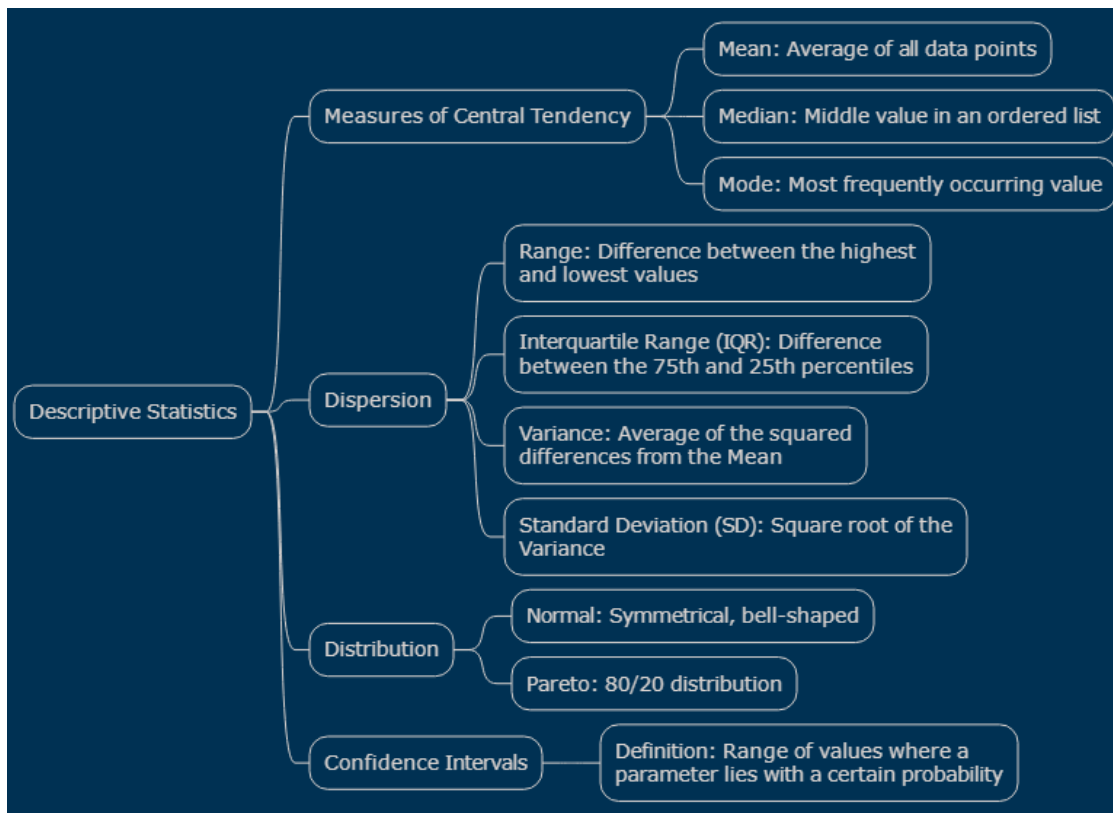 Descriptive Statistics
Measures of Central Tendency
Mean: Average of all data points
Median: Middle value in an ordered list
Mode: Most frequently occurring value
Dispersion
Range: Difference between the highest
and lowest values
Interquartile Range (IQR): Difference
between the 75th and 25th percentiles
Variance: Average of the squared
differences from the Mean
Standard Deviation (SD): Square root of the
Variance
Distribution
Normal: Symmetrical, bell-shaped
Pareto: 80/20 distribution
Confidence Intervals
Definition: Range of values where a
parameter lies with a certain probability